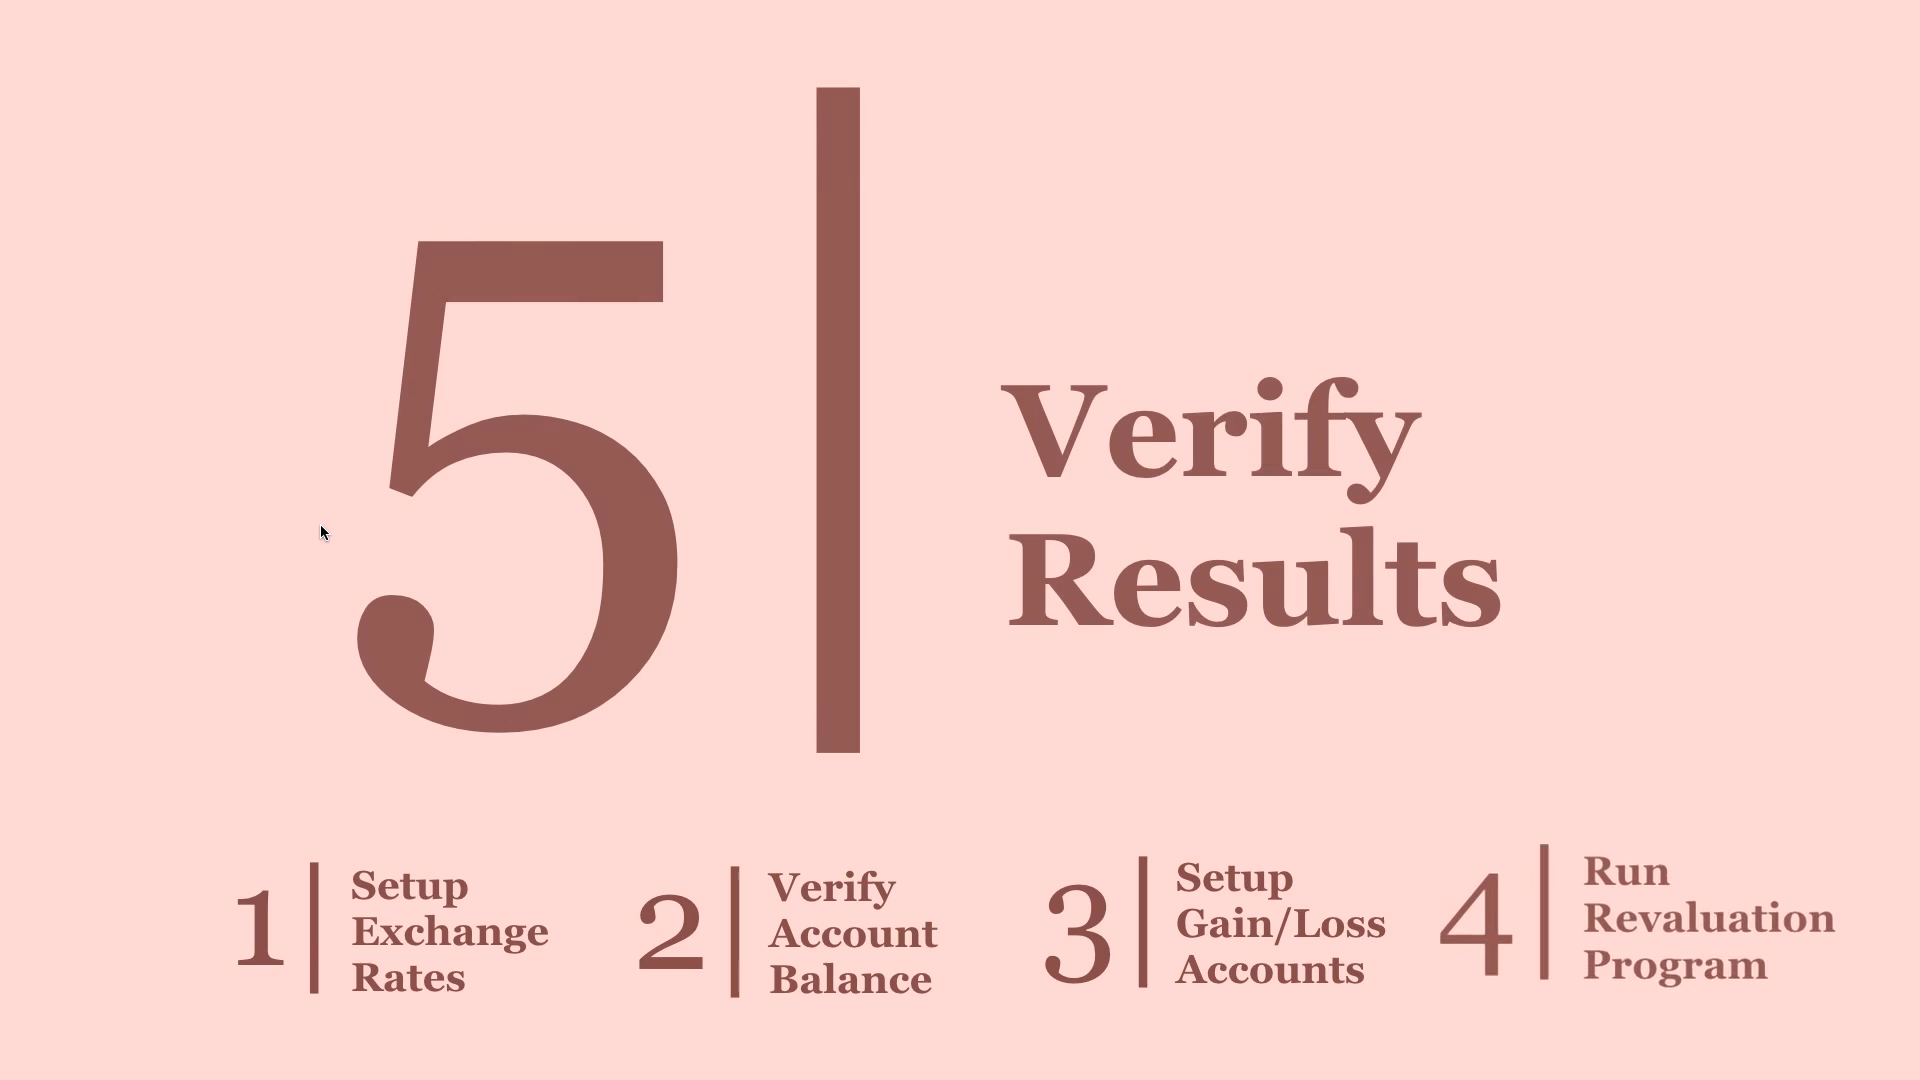 5
Verify
Results
1
Setup
Exchange
Rates
2
Verify
Account
Balance
3
Setup
Gain/Loss
Accounts
4
Run
Revaluation
Program